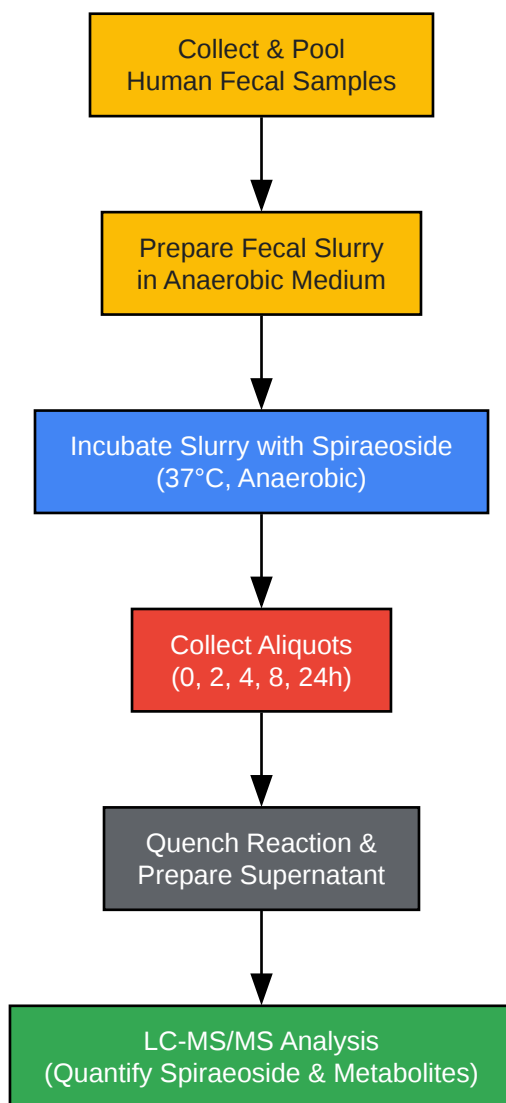 Collect & Pool
Human Fecal Samples
Prepare Fecal Slurry
in Anaerobic Medium
Incubate Slurry with Spiraeoside
(37°C, Anaerobic)
Collect Aliquots
(0, 2, 4, 8, 24h)
Quench Reaction &
Prepare Supernatant
LC-MS/MS Analysis
(Quantify Spiraeoside & Metabolites)